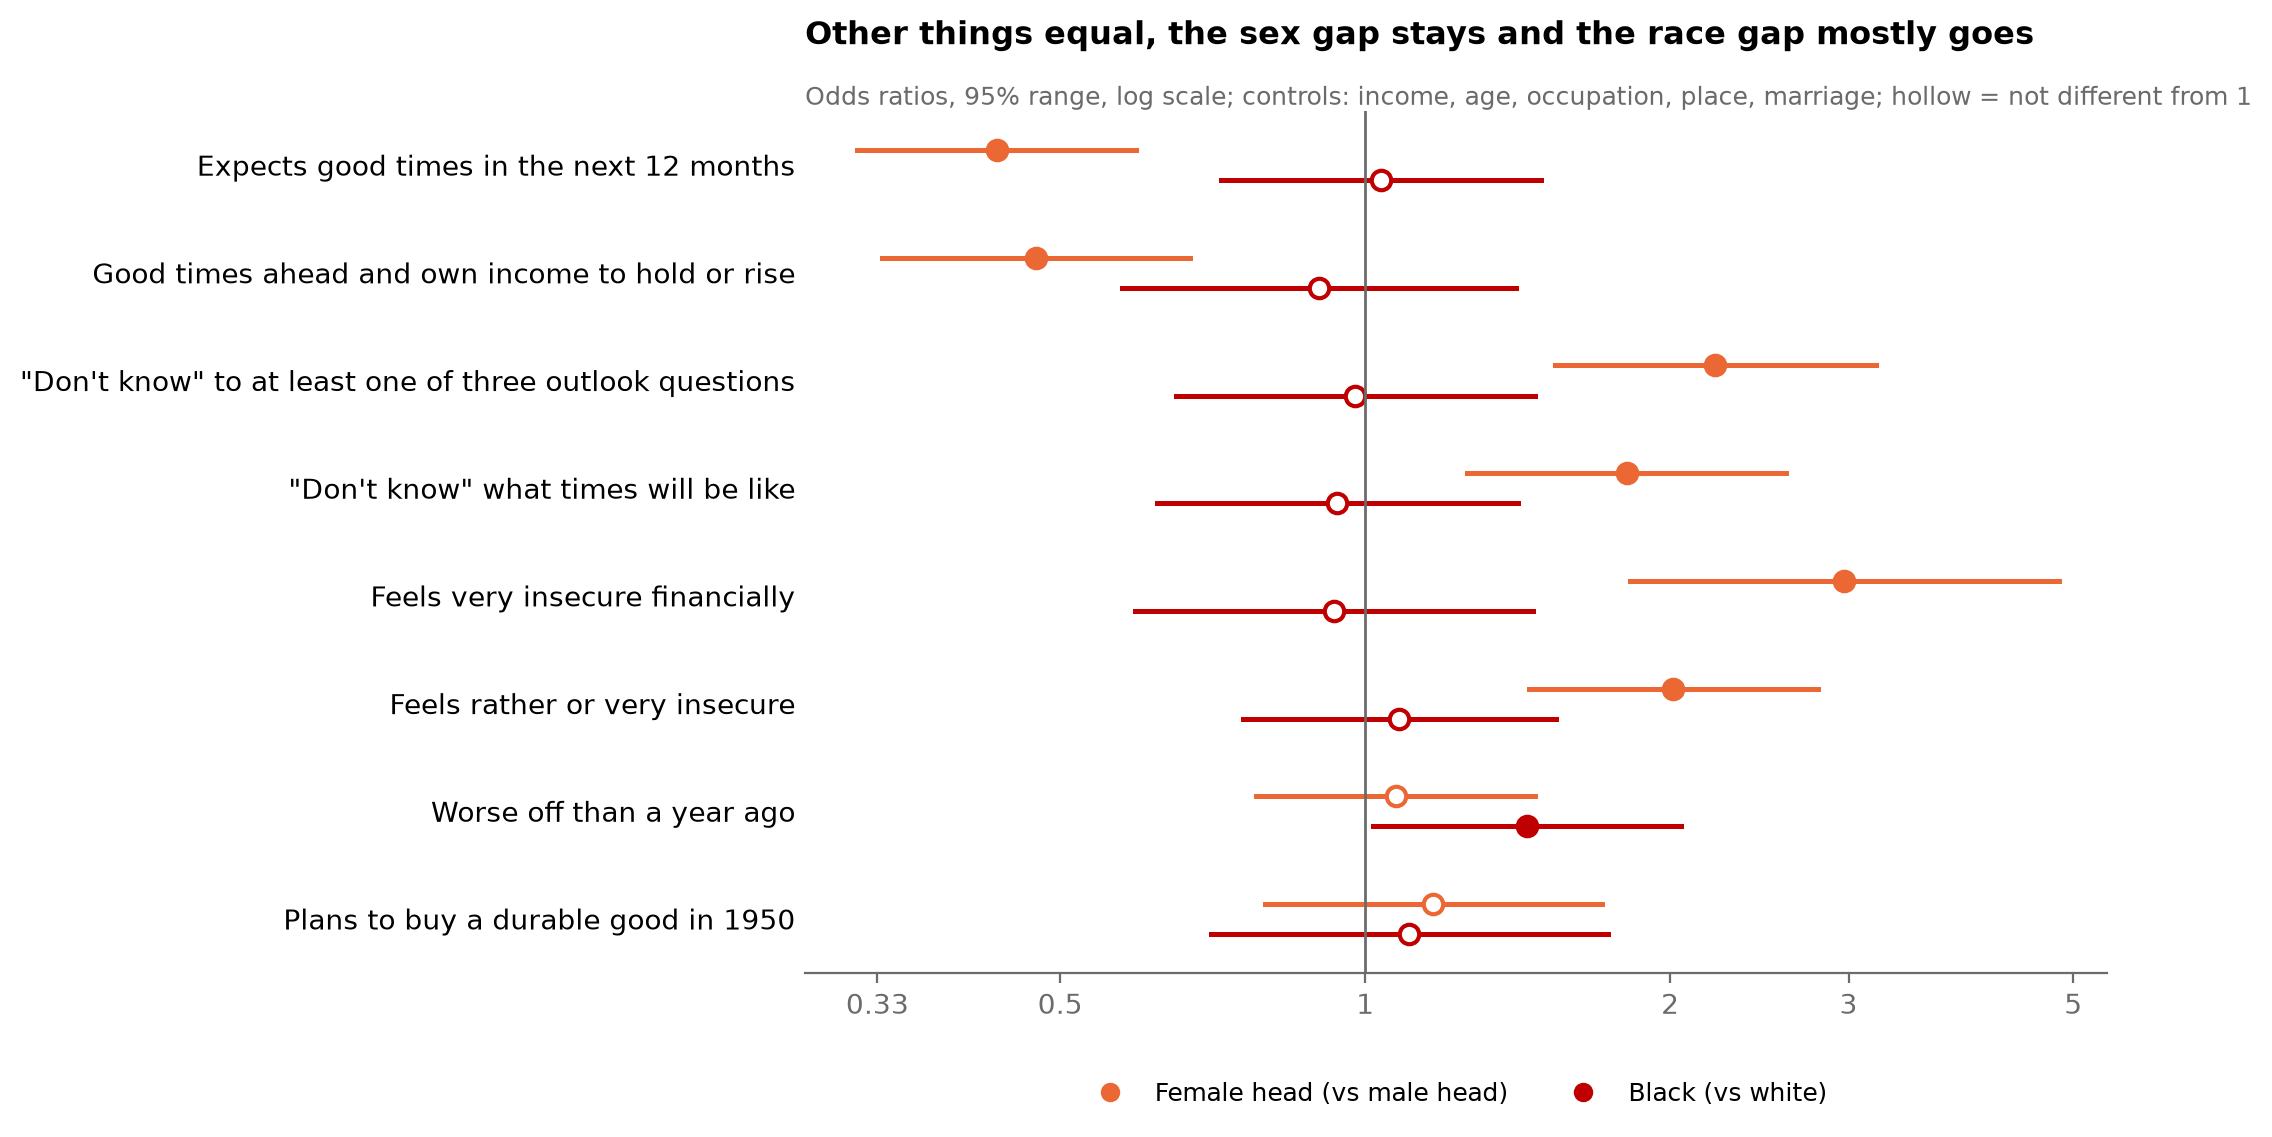 Other things equal, the sex gap stays and the race gap mostly goes
Odds ratios, 95% range, log scale; controls: income, age, occupation, place, marriage; hollow = not different from 1
Expects good times in the next 12 months
Good times ahead and own income to hold or rise
"Don't know" to at least one of three outlook questions
"Don't know" what times will be like
Feels very insecure financially
Feels rather or very insecure
Worse off than a year ago
Plans to buy a durable good in 1950
0.33 0.5 1 2 3 5
Female head (vs male head) Black (vs white)